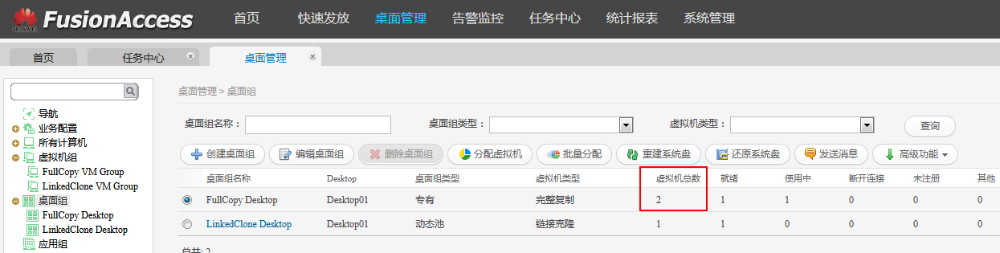 HUAWEI FusionAccess 首页 快速发放 桌面管理 告警监控 任务中心 统计报表 系统管理
首页 任务中心 桌面管理
桌面管理 > 桌面组
导航
业务配置
所有计算机
虚拟机组
FullCopy VM Group
LinkedClone VM Group
桌面组
FullCopy Desktop
LinkedClone Desktop
应用组
桌面组名称： 桌面组类型： 虚拟机类型： 查询
创建桌面组 编辑桌面组 删除桌面组 分配虚拟机 批量分配 重建系统盘 还原系统盘 发送消息 高级功能
桌面组名称 Desktop 桌面组类型 虚拟机类型 虚拟机总数 就绪 使用中 断开连接 未注册 其他
FullCopy Desktop Desktop01 专有 完整复制 2 1 1 0 0 0
LinkedClone Desktop Desktop01 动态池 链接克隆 1 1 0 0 0 0
总共: 2